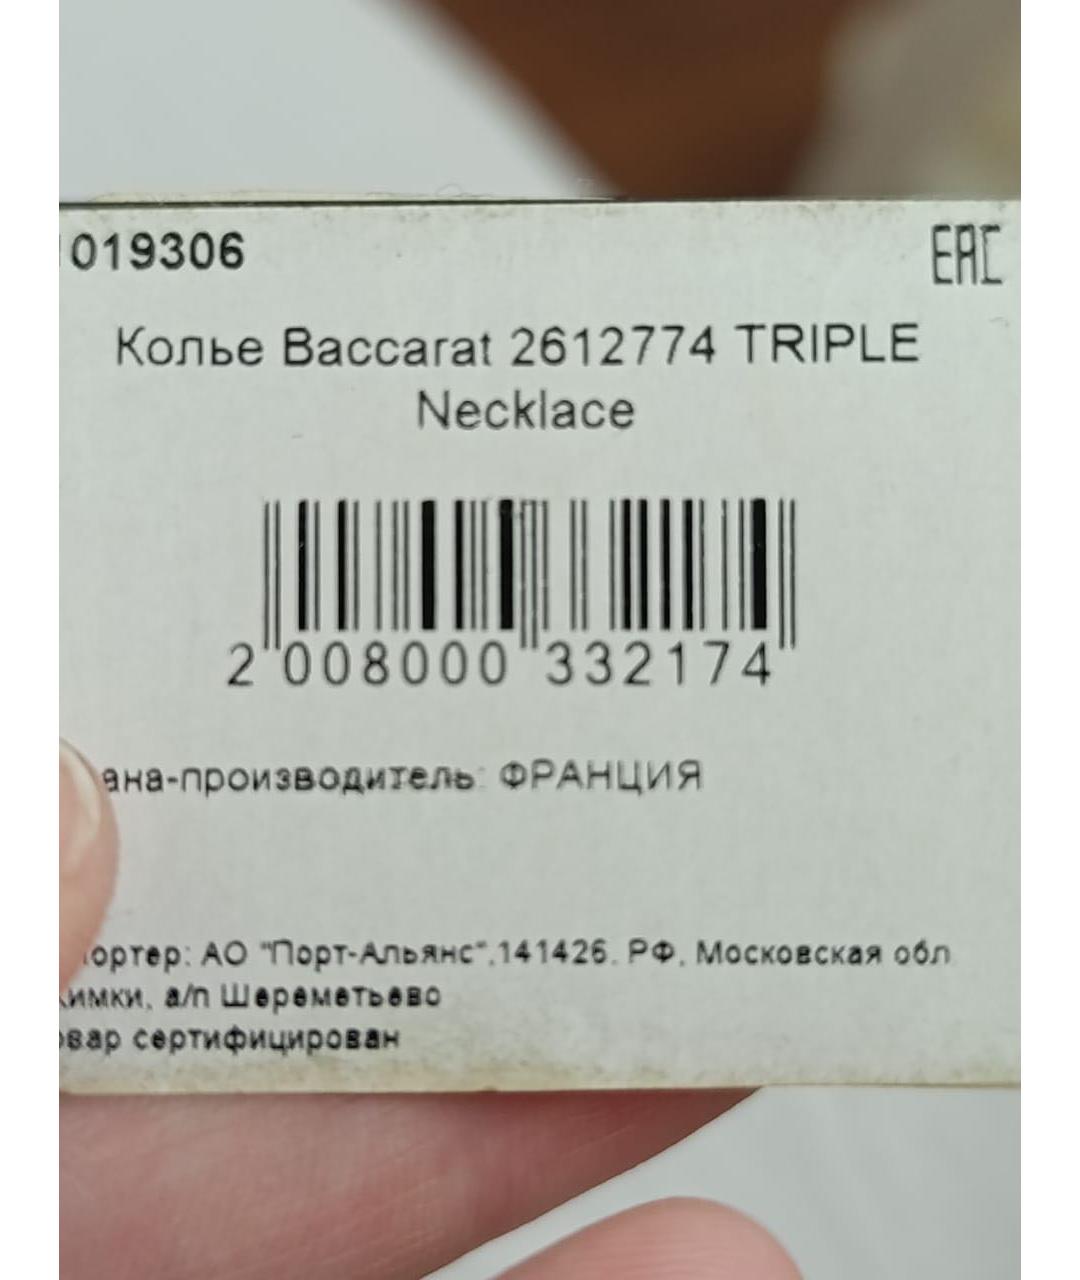 019306
EAC
Колье Baccarat 2612774 TRIPLE
Necklace
2 008000 332174
ана-производитель: ФРАНЦИЯ
ортер: АО "Порт-Альянс",141426, РФ, Московская обл.
имки, а/п Шереметьево
овар сертифицирован